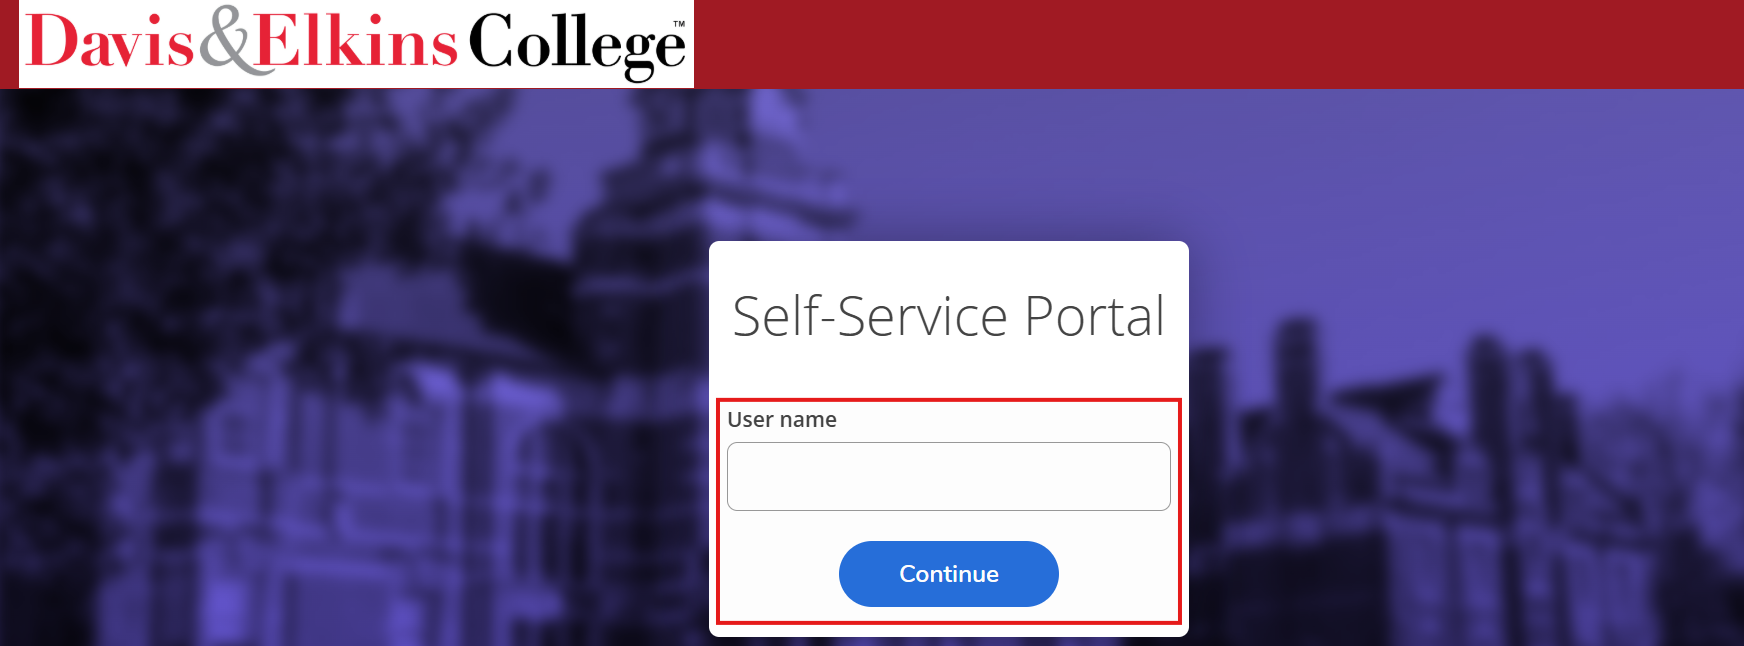 Davis&Elkins College™
Self-Service Portal
User name
Continue